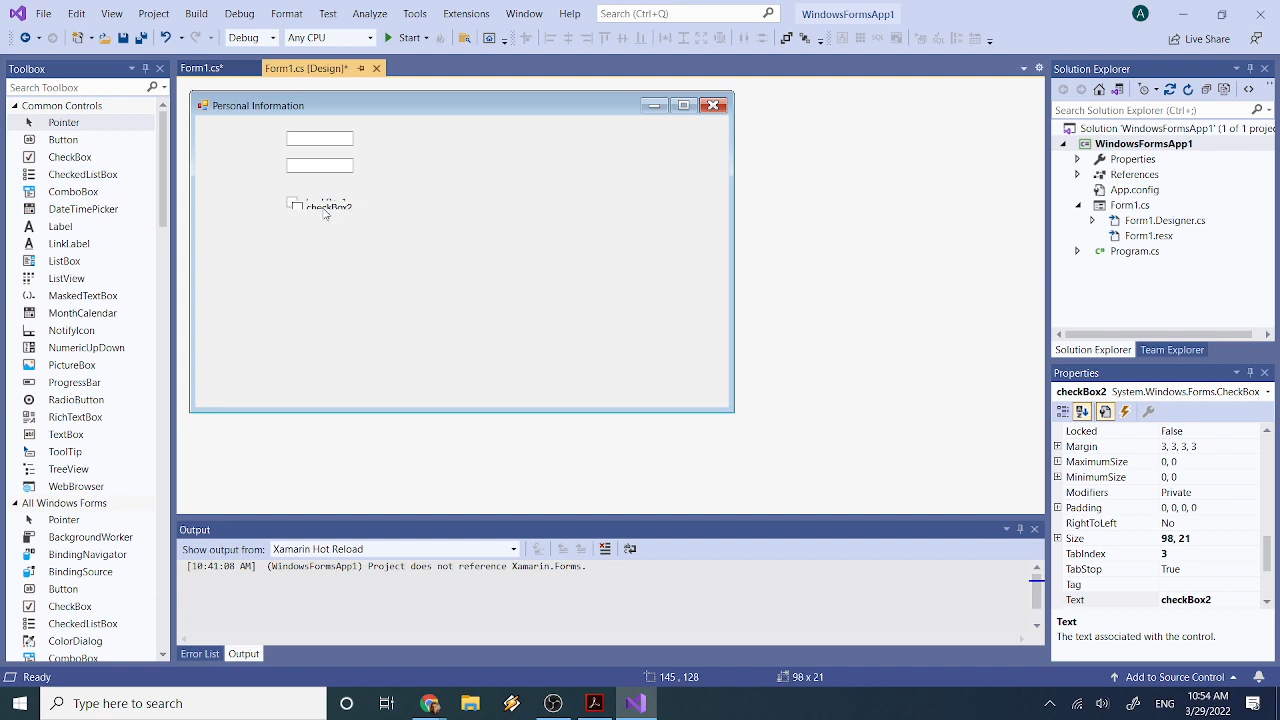 File Edit View Git Project Build Debug Test Analyze Tools Extensions Window Help Search (Ctrl+Q) WindowsFormsApp1 A
Debug Any CPU Start Live Share
Toolbox
Search Toolbox
Common Controls
Pointer
Button
CheckBox
CheckedListBox
ComboBox
DateTimePicker
Label
LinkLabel
ListBox
ListView
MaskedTextBox
MonthCalendar
NotifyIcon
NumericUpDown
PictureBox
ProgressBar
RadioButton
RichTextBox
TextBox
ToolTip
TreeView
WebBrowser
All Windows Forms
Pointer
BackgroundWorker
BindingNavigator
BindingSource
Button
CheckBox
CheckedListBox
ColorDialog
ComboBox
Form1.cs* Form1.cs [Design]*
Personal Information
checkBox2
Output
Show output from: Xamarin Hot Reload
[10:41:08 AM] (WindowsFormsApp1) Project does not reference Xamarin.Forms.
Error List Output
Solution Explorer
Search Solution Explorer (Ctrl+;)
Solution 'WindowsFormsApp1' (1 of 1 proje
WindowsFormsApp1
Properties
References
App.config
Form1.cs
Form1.Designer.cs
Form1.resx
Program.cs
Solution Explorer Team Explorer
Properties
checkBox2 System.Windows.Forms.CheckBox
Locked False
Margin 3, 3, 3, 3
MaximumSize 0, 0
MinimumSize 0, 0
Modifiers Private
Padding 0, 0, 0, 0
RightToLeft No
Size 98, 21
TabIndex 3
TabStop True
Tag
Text checkBox2
Text
The text associated with the control.
Ready 145 , 128 98 x 21 Add to Source Control
Type here to search ENG 10:54 AM
3/29/2022